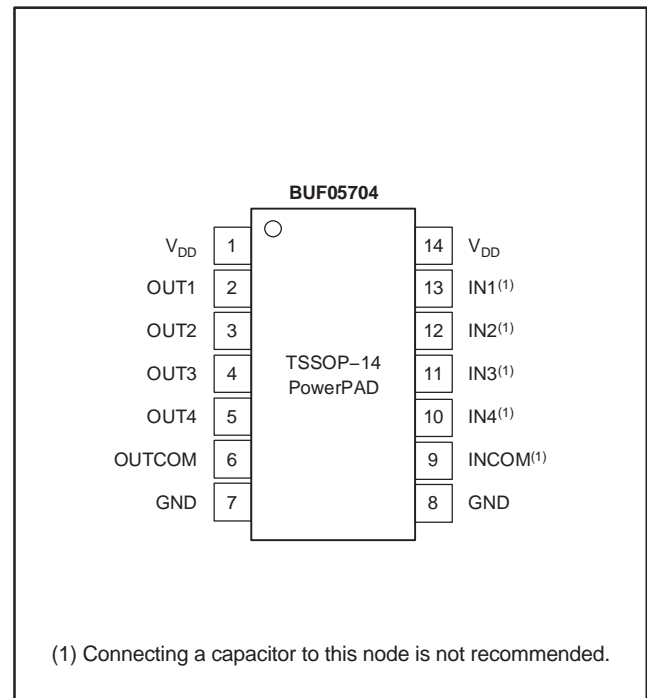 BUF05704
V_DD 1 14 V_DD
OUT1 2 13 IN1(1)
OUT2 3 12 IN2(1)
OUT3 4 11 IN3(1)
OUT4 5 10 IN4(1)
OUTCOM 6 9 INCOM(1)
GND 7 8 GND
TSSOP−14
PowerPAD
(1) Connecting a capacitor to this node is not recommended.